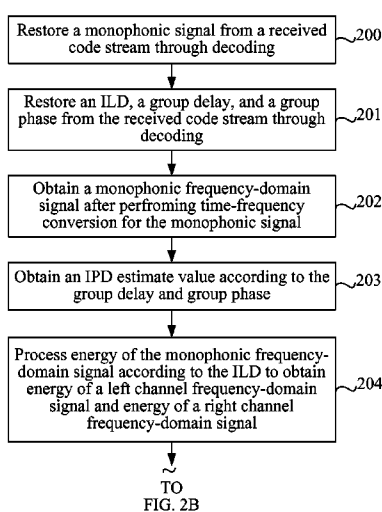 Restore a monophonic signal from a received
code stream through decoding
200
Restore an ILD, a group delay, and a group
phase from the received code stream through
decoding
201
Obtain a monophonic frequency-domain
signal after perfroming time-frequency
conversion for the monophonic signal
202
Obtain an IPD estimate value according to the
group delay and group phase
203
Process energy of the monophonic frequency-
domain signal according to the ILD to obtain
energy of a left channel frequency-domain
signal and energy of a right channel
frequency-domain signal
204
~
TO
FIG. 2B